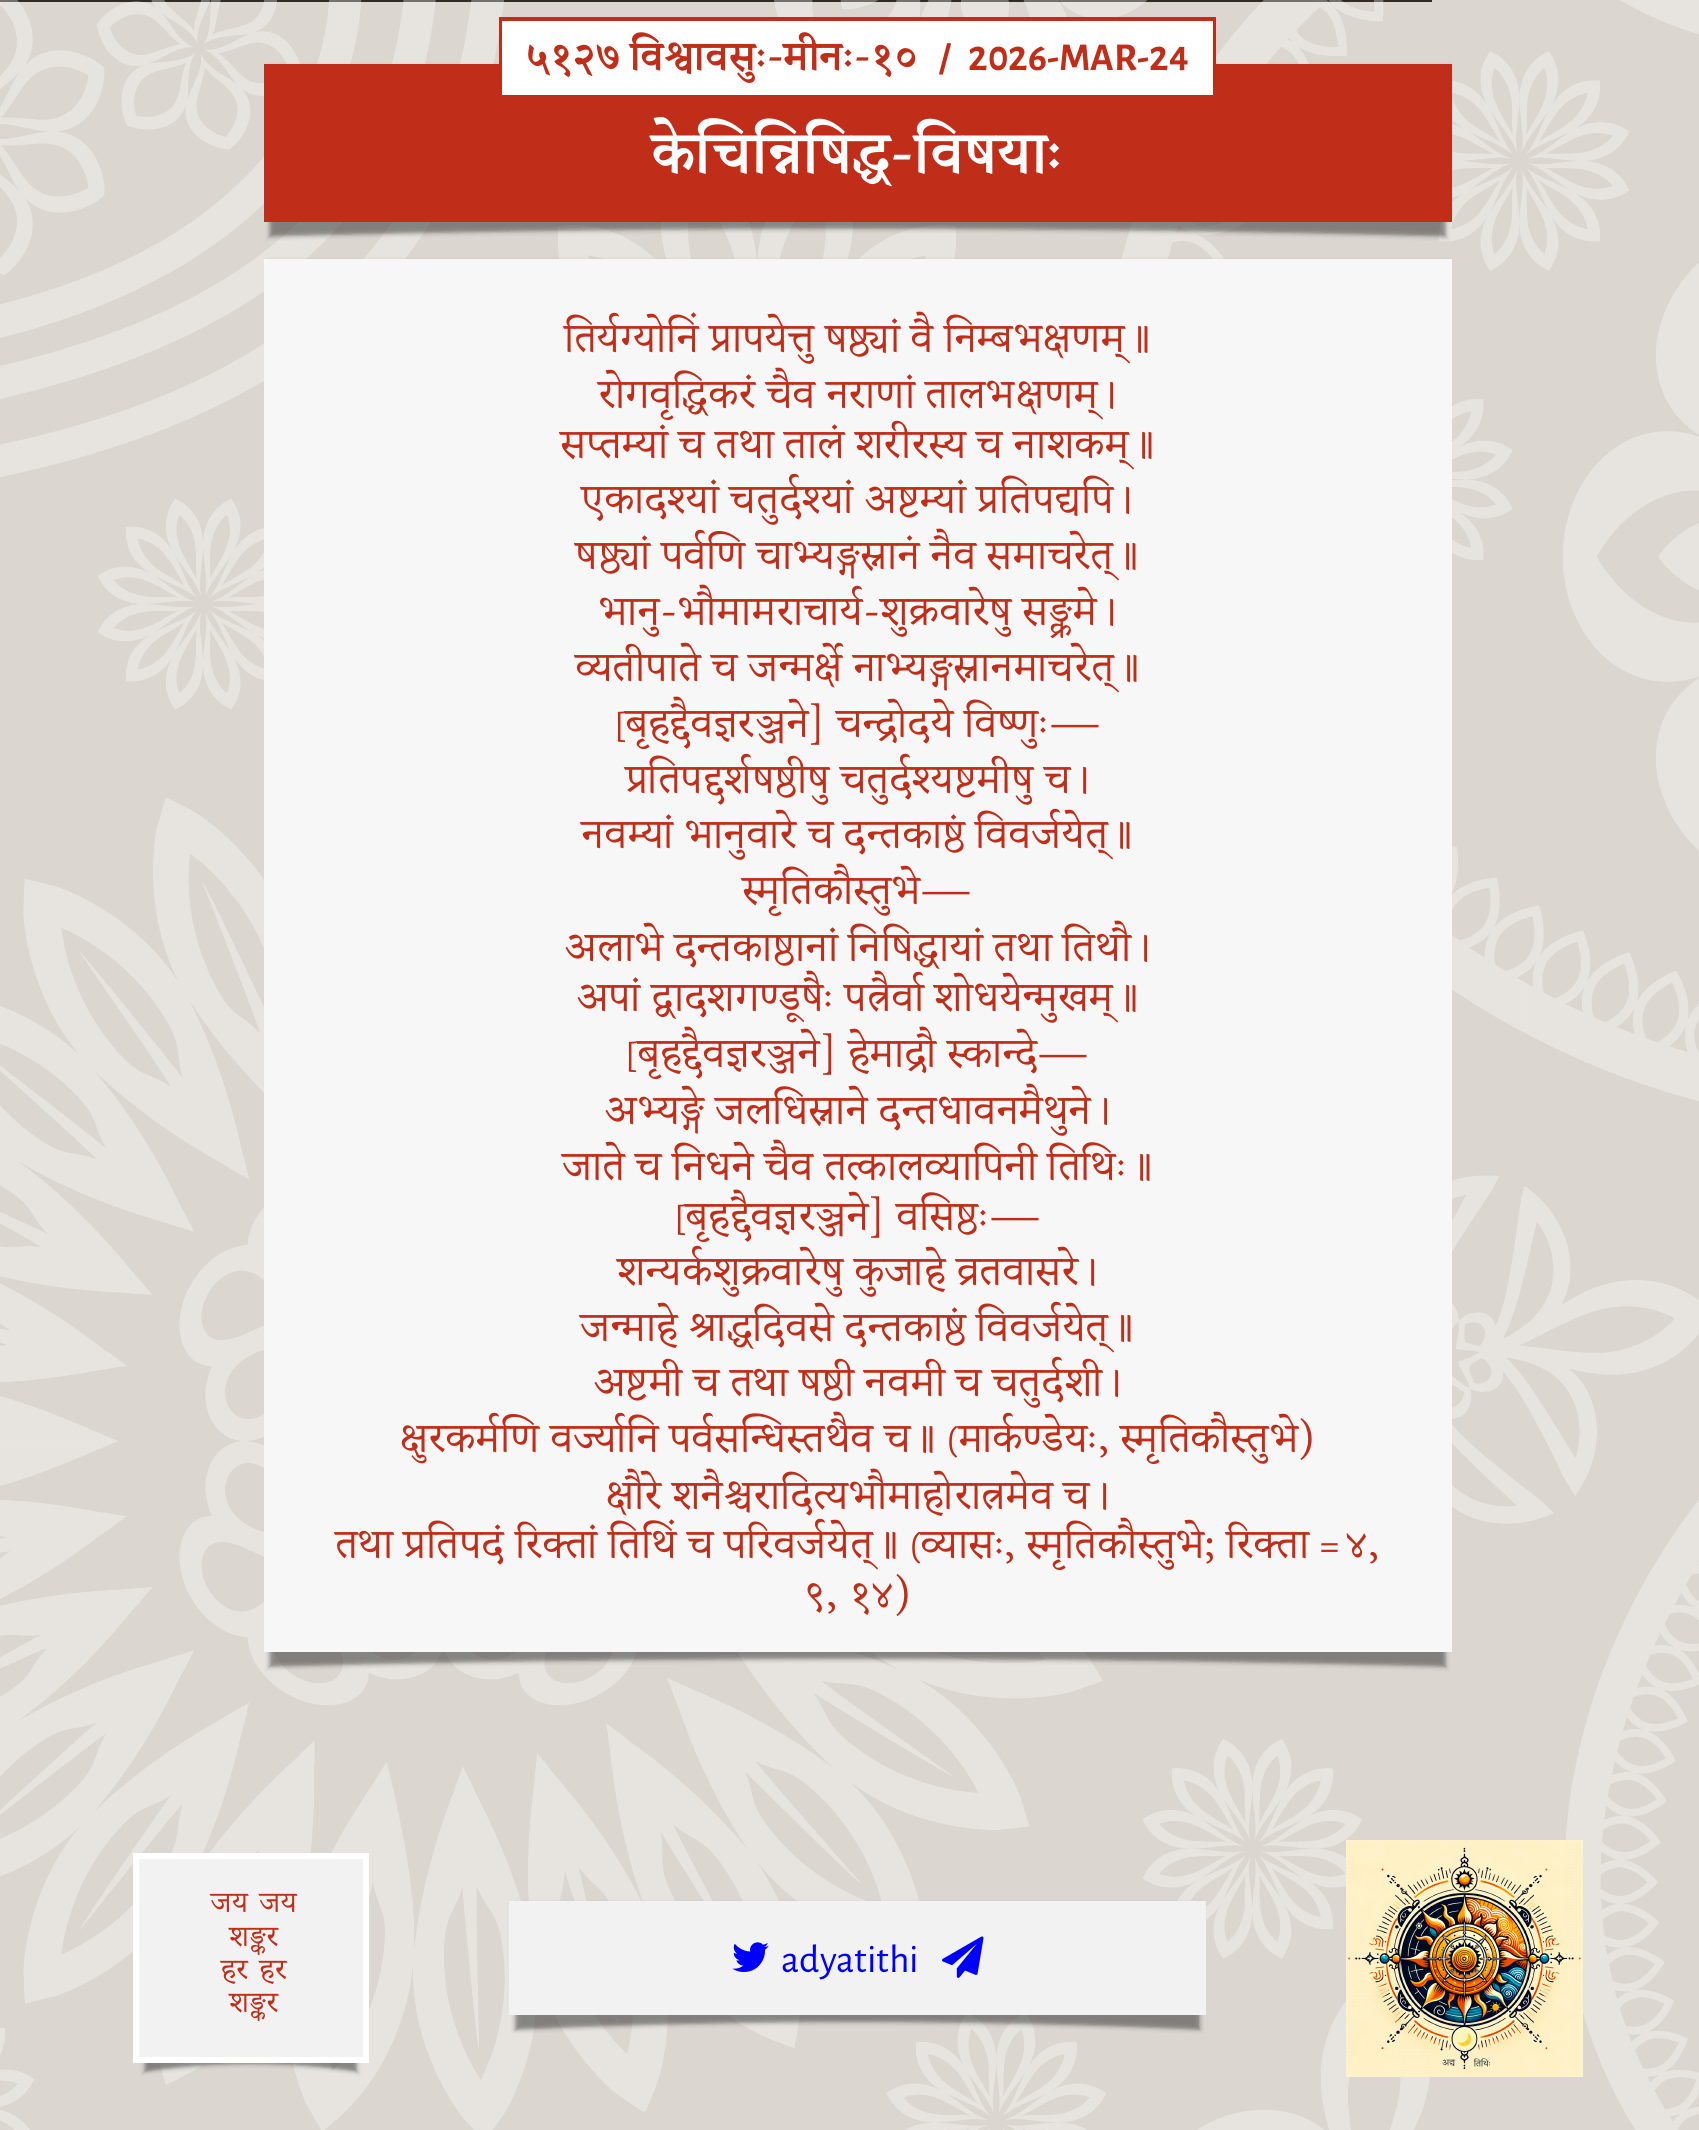 ५१२७ विश्वावसुः-मीनः-१० / 2026-MAR-24
केचिन्निषिद्ध-विषयाः
तिर्यग्योनिं प्रापयेत्तु षष्ठ्यां वै निम्बभक्षणम्॥
रोगवृद्धिकरं चैव नराणां तालभक्षणम्।
सप्तम्यां च तथा तालं शरीरस्य च नाशकम्॥
एकादश्यां चतुर्दश्यां अष्टम्यां प्रतिपद्यपि।
षष्ठ्यां पर्वणि चाभ्यङ्गस्नानं नैव समाचरेत्॥
भानु-भौमामराचार्य-शुक्रवारेषु सङ्क्रमे।
व्यतीपाते च जन्मर्क्षे नाभ्यङ्गस्नानमाचरेत्॥
[बृहद्दैवज्ञरञ्जने] चन्द्रोदये विष्णुः—
प्रतिपद्दर्शषष्ठीषु चतुर्दश्यष्टमीषु च।
नवम्यां भानुवारे च दन्तकाष्ठं विवर्जयेत्॥
स्मृतिकौस्तुभे—
अलाभे दन्तकाष्ठानां निषिद्धायां तथा तिथौ।
अपां द्वादशगण्डूषैः पत्रैर्वा शोधयेन्मुखम्॥
[बृहद्दैवज्ञरञ्जने] हेमाद्रौ स्कान्दे—
अभ्यङ्गे जलधिस्नाने दन्तधावनमैथुने।
जाते च निधने चैव तत्कालव्यापिनी तिथिः॥
[बृहद्दैवज्ञरञ्जने] वसिष्ठः—
शन्यर्कशुक्रवारेषु कुजाहे व्रतवासरे।
जन्माहे श्राद्धदिवसे दन्तकाष्ठं विवर्जयेत्॥
अष्टमी च तथा षष्ठी नवमी च चतुर्दशी।
क्षुरकर्मणि वर्ज्यानि पर्वसन्धिस्तथैव च॥ (मार्कण्डेयः, स्मृतिकौस्तुभे)
क्षौरे शनैश्चरादित्यभौमाहोरात्रमेव च।
तथा प्रतिपदं रिक्तां तिथिं च परिवर्जयेत्॥ (व्यासः, स्मृतिकौस्तुभे; रिक्ता = ४,
९, १४)
जय जय
शङ्कर
हर हर
शङ्कर
adyatithi
अद्य तिथिः